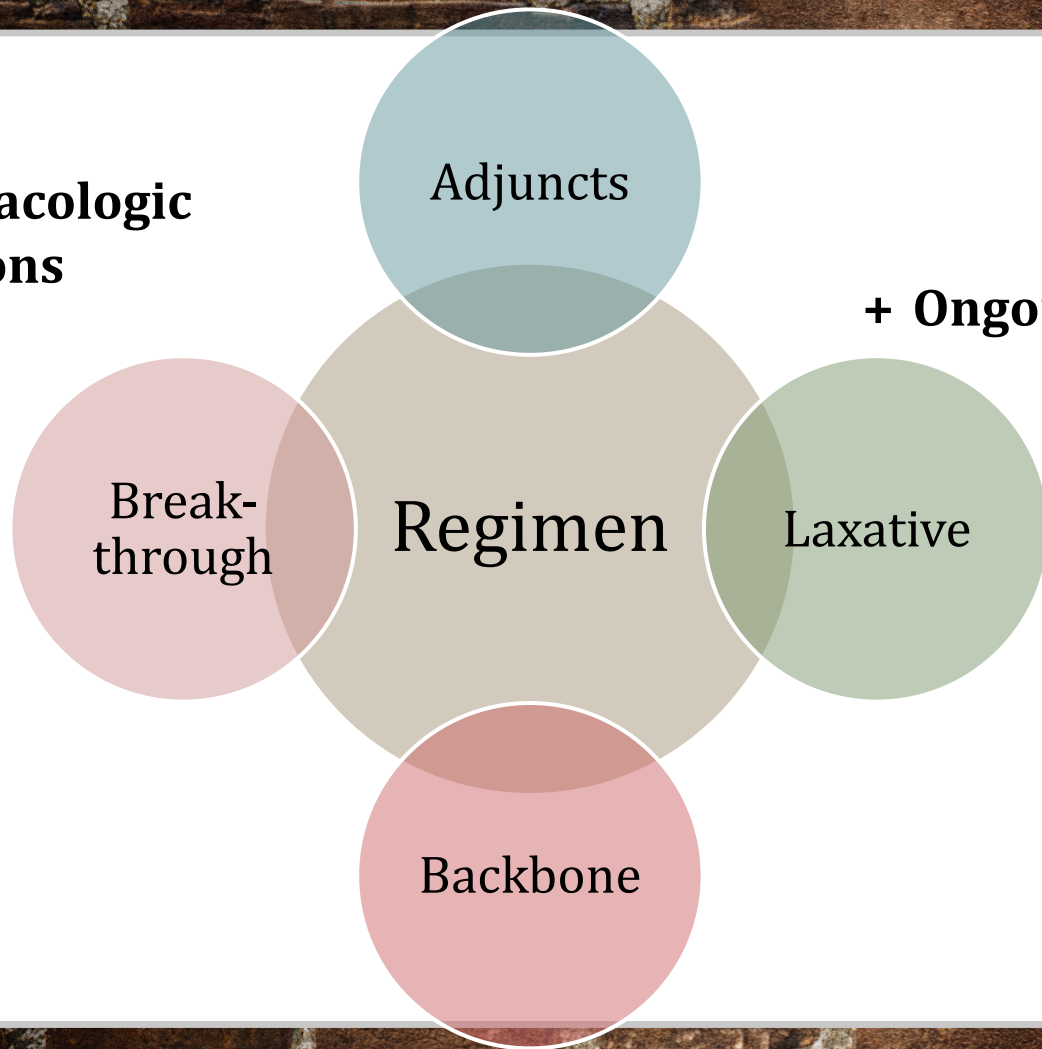 Adjuncts
acologic
ons
+ Ongo
Break-
through
Regimen
Laxative
Backbone